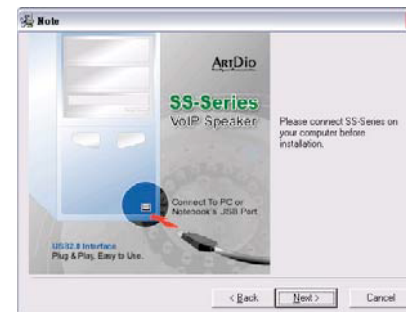 Note
ArtDio
SS-Series
VoIP Speaker
Please connect SS-Series on
your computer before
installation.
Connect To PC or
Notebook's USB Port
USB2.0 Interface
Plug & Play, Easy to Use.
< Back
Next >
Cancel